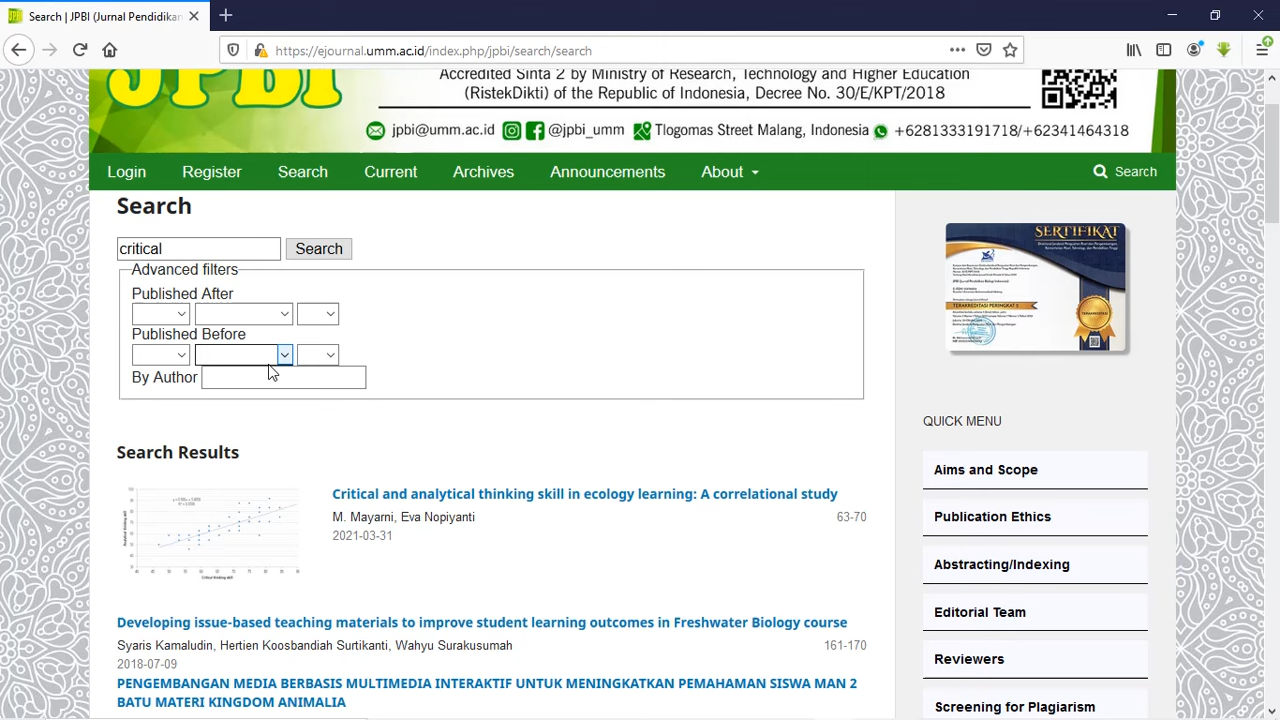 Search | JPBI (Jurnal Pendidikan
https://ejournal.umm.ac.id/index.php/jpbi/search/search
JPBI
Accredited Sinta 2 by Ministry of Research, Technology and Higher Education
(RistekDikti) of the Republic of Indonesia, Decree No. 30/E/KPT/2018
jpbi@umm.ac.id @jpbi_umm Tlogomas Street Malang, Indonesia +6281333191718/+62341464318
Login Register Search Current Archives Announcements About Search
Search
critical Search
Advanced filters
Published After
Published Before
By Author
Search Results
Critical and analytical thinking skill in ecology learning: A correlational study
M. Mayarni, Eva Nopiyanti 63-70
2021-03-31
Developing issue-based teaching materials to improve student learning outcomes in Freshwater Biology course
Syaris Kamaludin, Hertien Koosbandiah Surtikanti, Wahyu Surakusumah 161-170
2018-07-09
PENGEMBANGAN MEDIA BERBASIS MULTIMEDIA INTERAKTIF UNTUK MENINGKATKAN PEMAHAMAN SISWA MAN 2
BATU MATERI KINGDOM ANIMALIA
SERTIFIKAT
TERAKREDITASI PERINGKAT 2
QUICK MENU
Aims and Scope
Publication Ethics
Abstracting/Indexing
Editorial Team
Reviewers
Screening for Plagiarism